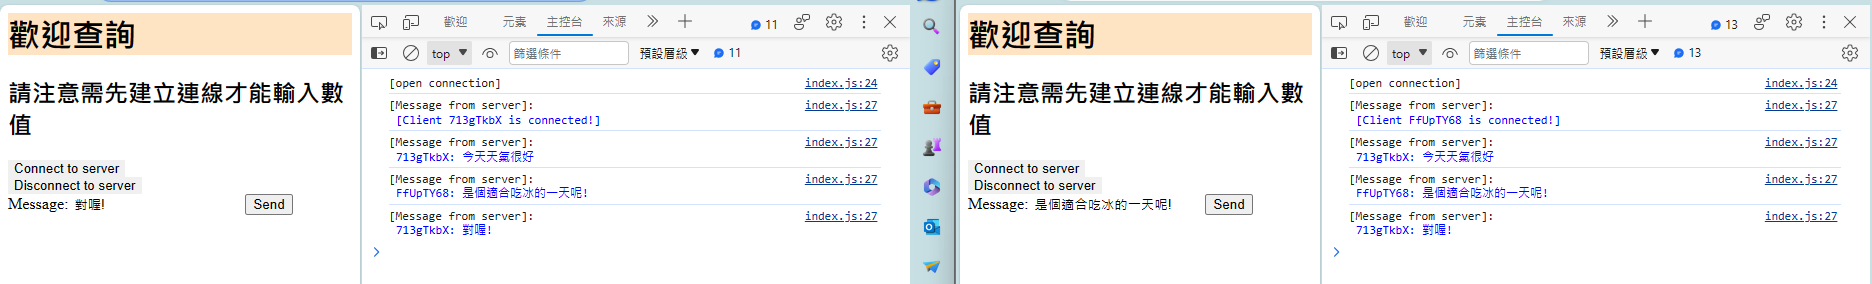 歡迎查詢
請注意需先建立連線才能輸入數
值
Connect to server
Disconnect to server
Message: 對喔!
Send
歡迎 元素 主控台 來源 11
top 篩選條件 預設層級 11
[open connection] index.js:24
[Message from server]: index.js:27
[Client 713gTkbX is connected!]
[Message from server]: index.js:27
713gTkbX: 今天天氣很好
[Message from server]: index.js:27
FfUpTY68: 是個適合吃冰的一天呢!
[Message from server]: index.js:27
713gTkbX: 對喔!
歡迎查詢
請注意需先建立連線才能輸入數
值
Connect to server
Disconnect to server
Message: 是個適合吃冰的一天呢!
Send
歡迎 元素 主控台 來源 13
top 篩選條件 預設層級 13
[open connection] index.js:24
[Message from server]: index.js:27
[Client FfUpTY68 is connected!]
[Message from server]: index.js:27
713gTkbX: 今天天氣很好
[Message from server]: index.js:27
FfUpTY68: 是個適合吃冰的一天呢!
[Message from server]: index.js:27
713gTkbX: 對喔!